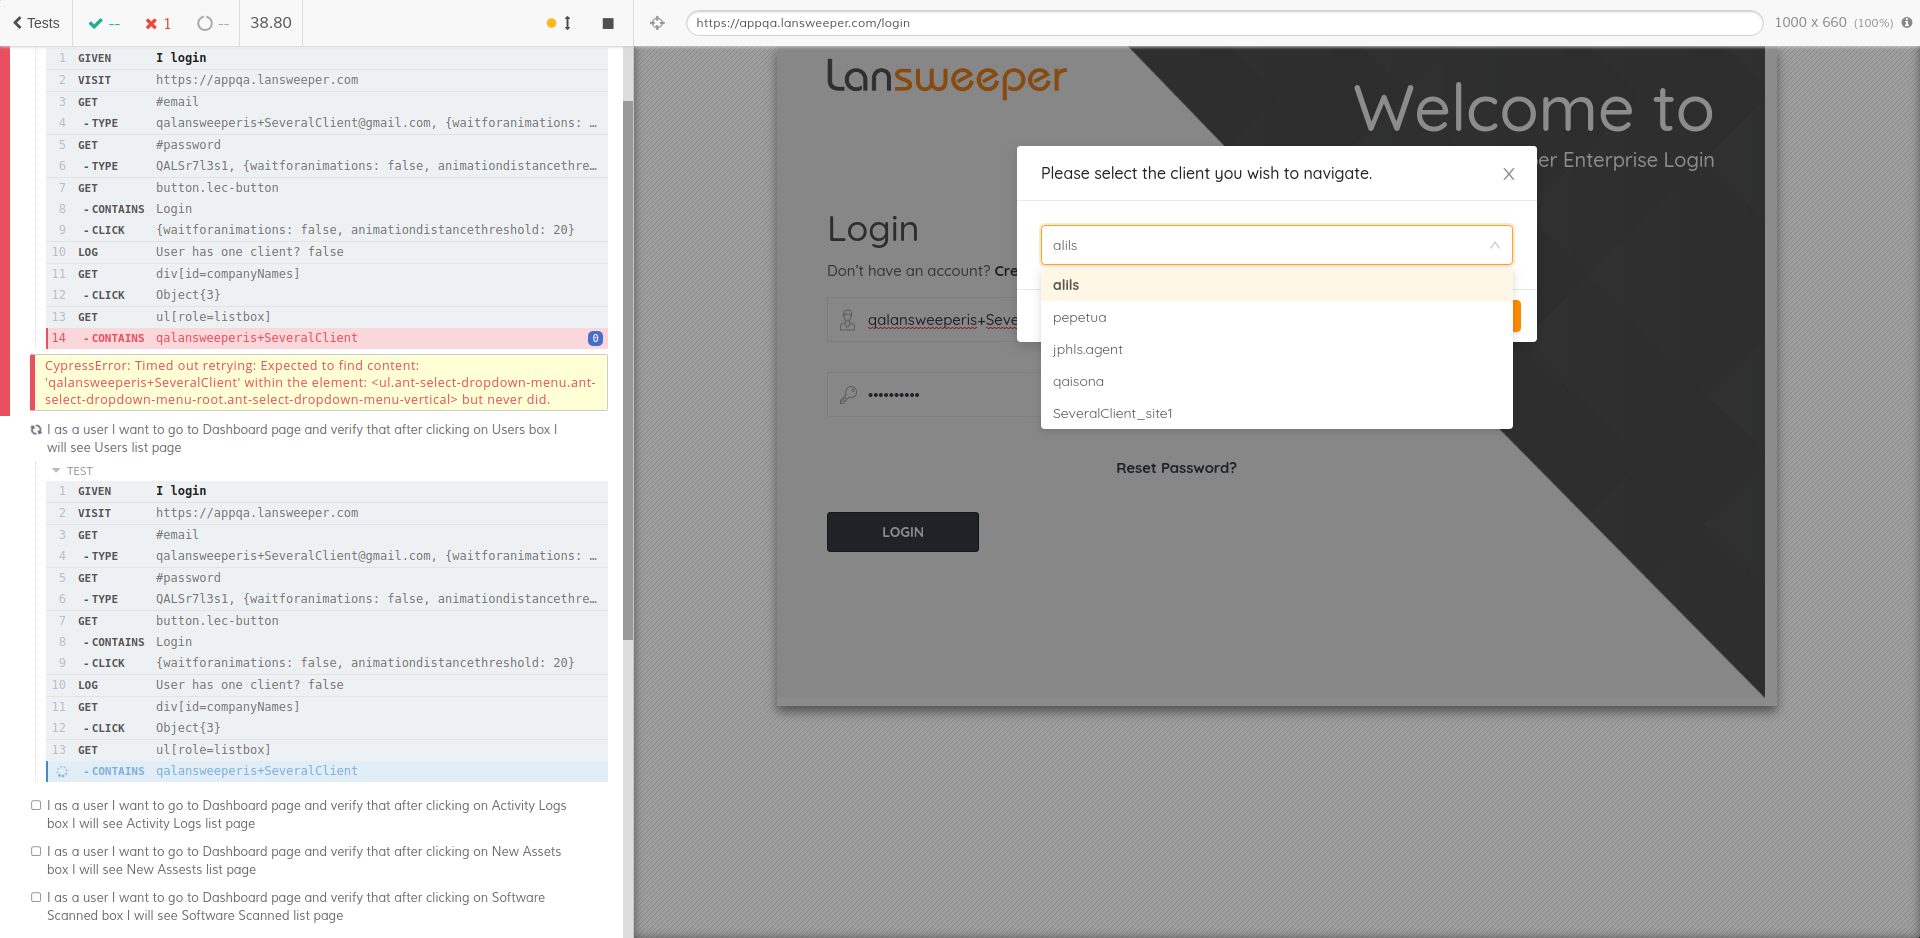 Tests
--
1
--
38.80
https://appqa.lansweeper.com/login
1000 x 660 (100%)
1 GIVEN I login
2 VISIT https://appqa.lansweeper.com
3 GET #email
4 - TYPE qalansweeperis+SeveralClient@gmail.com, {waitforanimations: …
5 GET #password
6 - TYPE QALSr7l3s1, {waitforanimations: false, animationdistancethre…
7 GET button.lec-button
8 - CONTAINS Login
9 - CLICK {waitforanimations: false, animationdistancethreshold: 20}
10 LOG User has one client? false
11 GET div[id=companyNames]
12 - CLICK Object{3}
13 GET ul[role=listbox]
14 - CONTAINS qalansweeperis+SeveralClient 0
CypressError: Timed out retrying: Expected to find content:
'qalansweeperis+SeveralClient' within the element: <ul.ant-select-dropdown-menu.ant-
select-dropdown-menu-root.ant-select-dropdown-menu-vertical> but never did.
I as a user I want to go to Dashboard page and verify that after clicking on Users box I
will see Users list page
TEST
1 GIVEN I login
2 VISIT https://appqa.lansweeper.com
3 GET #email
4 - TYPE qalansweeperis+SeveralClient@gmail.com, {waitforanimations: …
5 GET #password
6 - TYPE QALSr7l3s1, {waitforanimations: false, animationdistancethre…
7 GET button.lec-button
8 - CONTAINS Login
9 - CLICK {waitforanimations: false, animationdistancethreshold: 20}
10 LOG User has one client? false
11 GET div[id=companyNames]
12 - CLICK Object{3}
13 GET ul[role=listbox]
- CONTAINS qalansweeperis+SeveralClient
I as a user I want to go to Dashboard page and verify that after clicking on Activity Logs
box I will see Activity Logs list page
I as a user I want to go to Dashboard page and verify that after clicking on New Assets
box I will see New Assests list page
I as a user I want to go to Dashboard page and verify that after clicking on Software
Scanned box I will see Software Scanned list page
lansweeper
Welcome to
er Enterprise Login
Login
Don't have an account? Cre
qalansweeperis+Seve
••••••••••
Reset Password?
LOGIN
Please select the client you wish to navigate.
alils
alils
pepetua
jphls.agent
qaisona
SeveralClient_site1